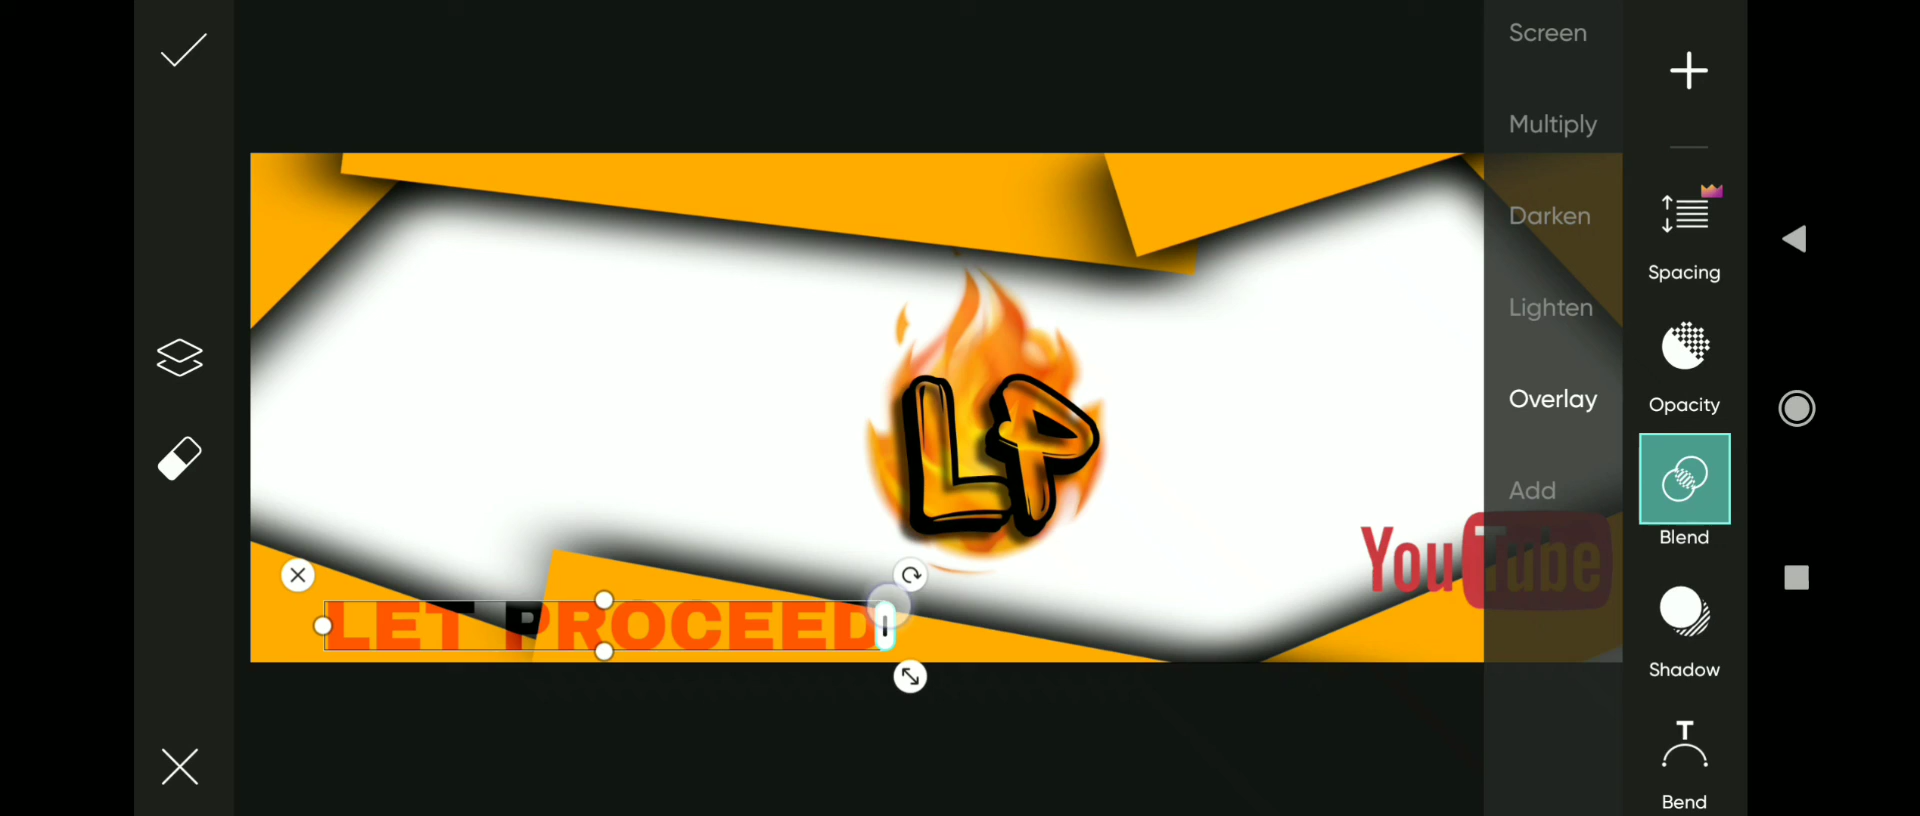 Screen
Multiply
Darken
Lighten
Overlay
Add
Spacing
Opacity
Blend
Shadow
T
Bend
LP
YouTube
LET PROCEED